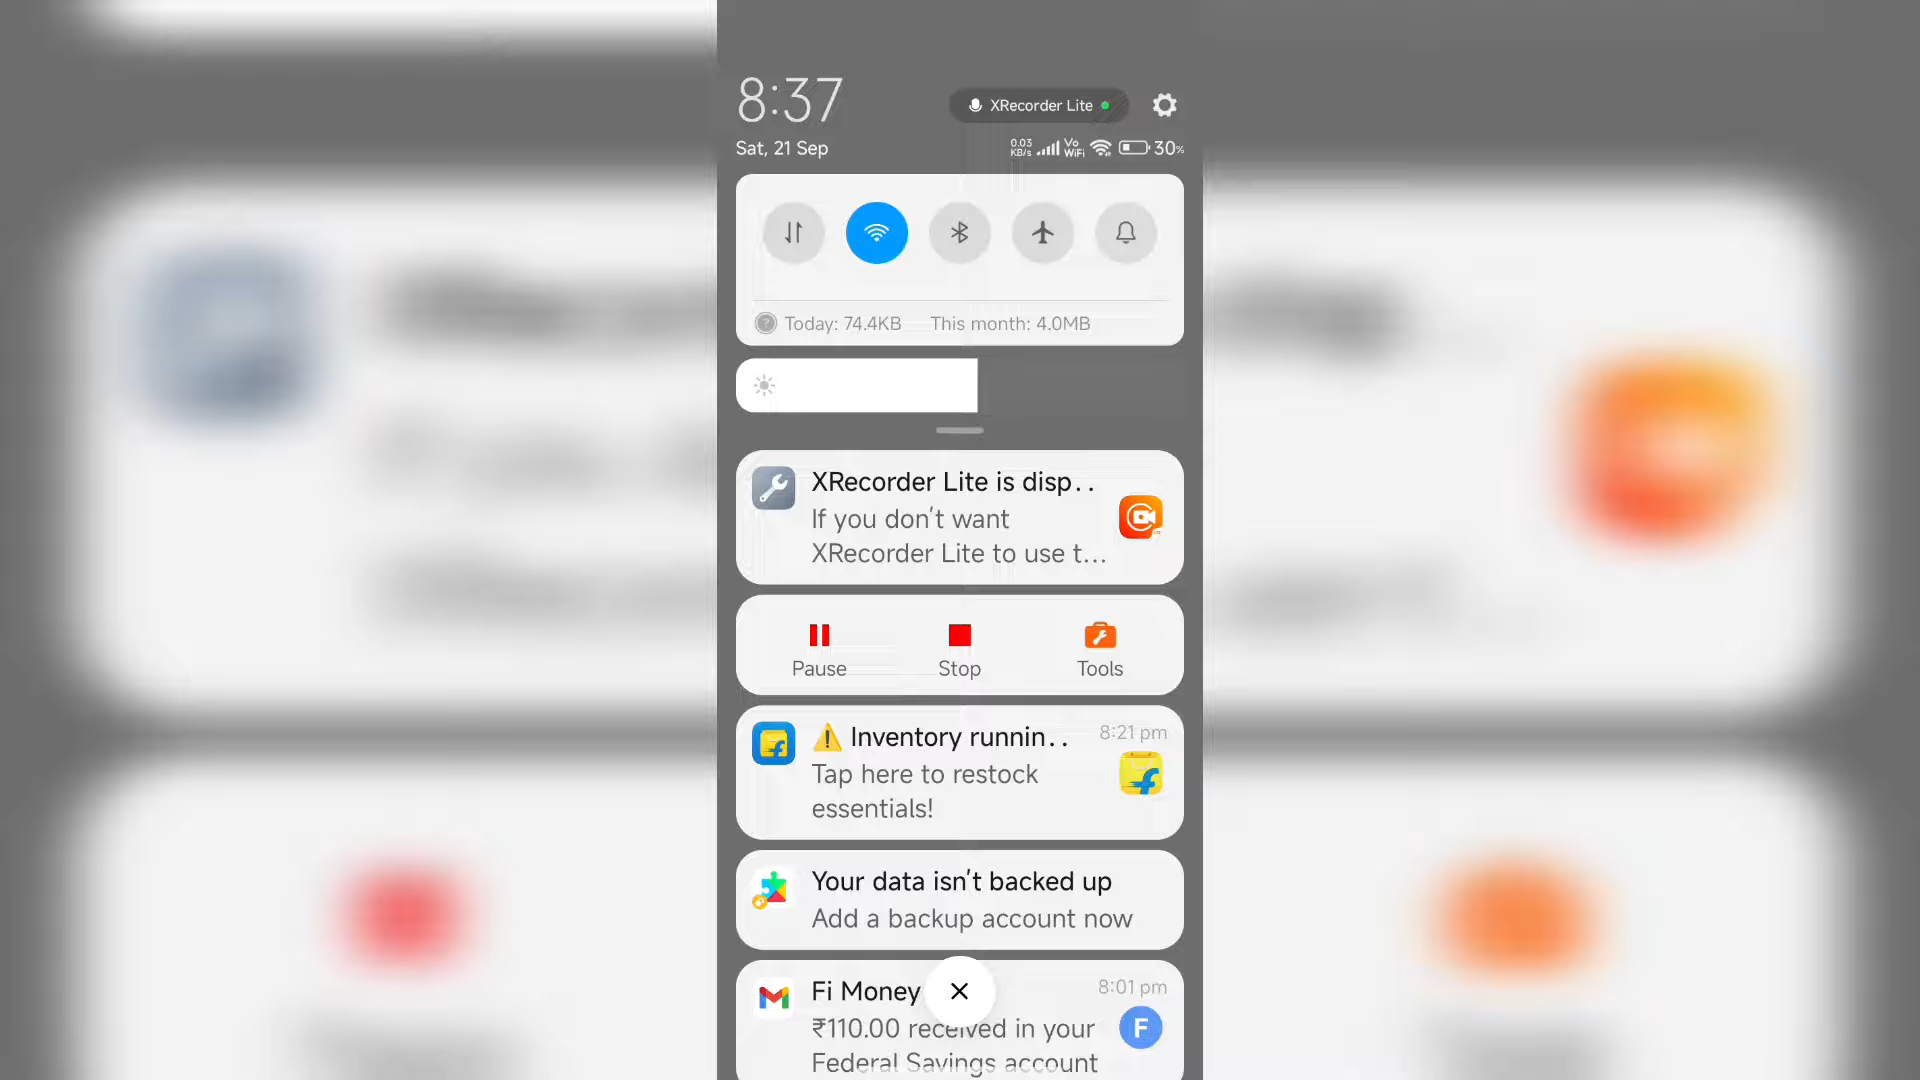 8:37
XRecorder Lite
Sat, 21 Sep
0.03 KB/s Vo WiFi 30%
Today: 74.4KB This month: 4.0MB
XRecorder Lite is disp..
If you don't want
XRecorder Lite to use t...
Pause Stop Tools
⚠️ Inventory runnin.. 8:21 pm
Tap here to restock
essentials!
Your data isn't backed up
Add a backup account now
Fi Money 8:01 pm
₹110.00 received in your
F
Federal Savings account